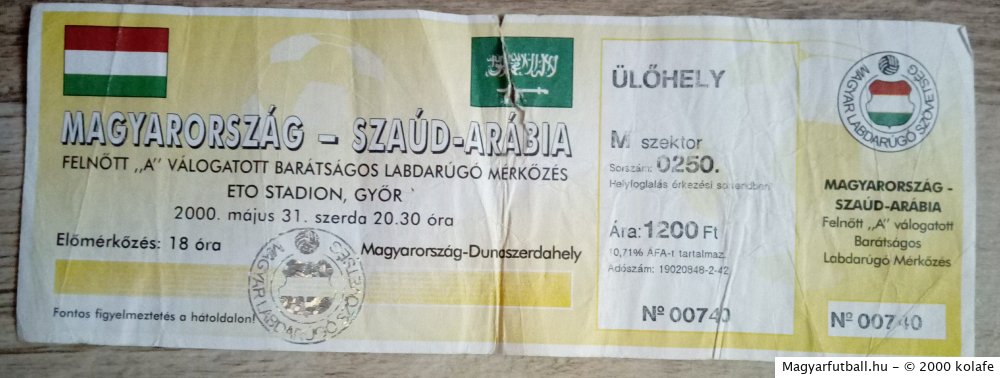 MAGYARORSZÁG – SZAÚD-ARÁBIA
FELNŐTT „A" VÁLOGATOTT BARÁTSÁGOS LABDARÚGÓ MÉRKŐZÉS
ETO STADION, GYŐR
2000. május 31. szerda 20.30 óra
Előmérkőzés: 18 óra
Magyarország-Dunaszerdahely
MAGYAR LABDARÚGÓ SZÖVETSÉG
Fontos figyelmeztetés a hátoldalon!
ÜLŐHELY
M szektor
Sorszám: 0250.
Helyfoglalás érkezési sorrendben
Ára: 1200 Ft
10,71% ÁFA-t tartalmaz.
Adószám: 19020848-2-42
Nº 00740
MAGYAR LABDARÚGÓ SZÖVETSÉG
MAGYARORSZÁG -
SZAÚD-ARÁBIA
Felnőtt „A" válogatott
Barátságos
Labdarúgó Mérkőzés
Nº 00740
Magyarfutball.hu - © 2000 kolafe